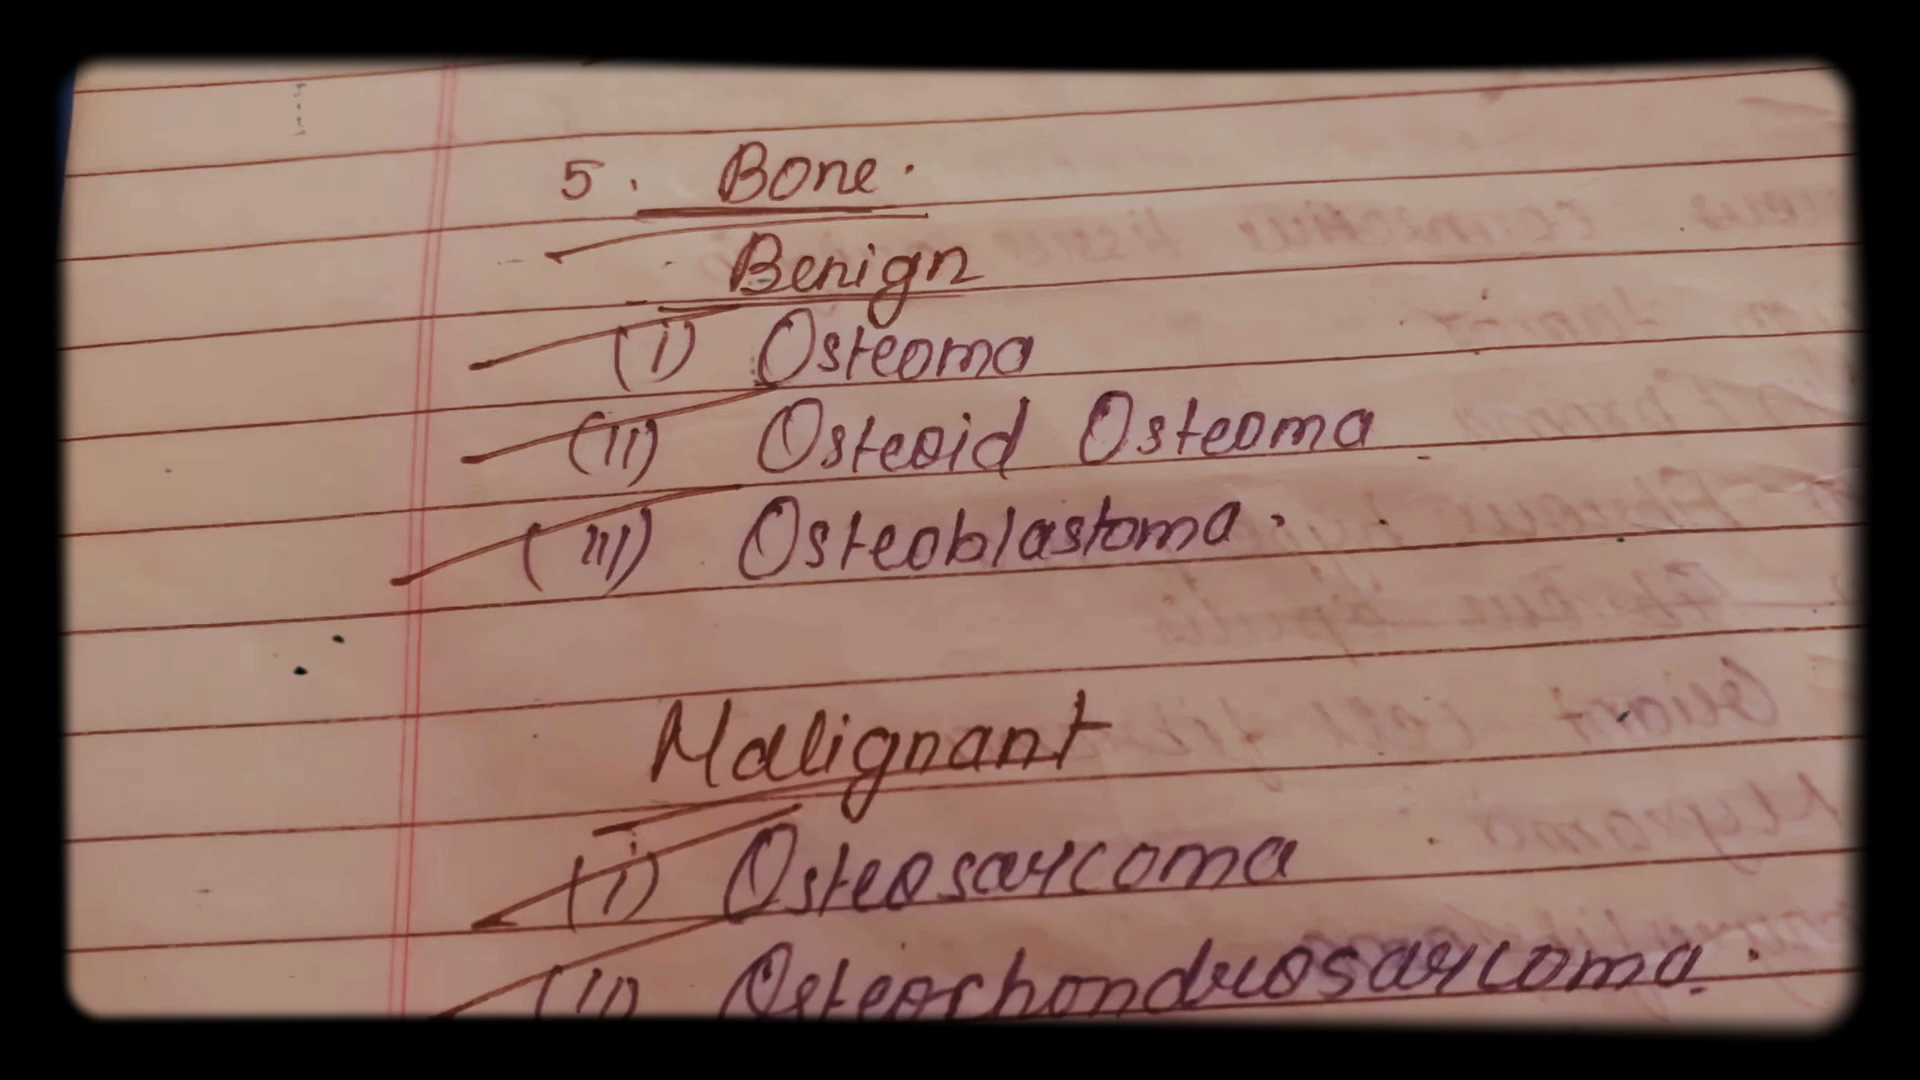 5. Bone.
Benign
(i) Osteoma
(ii) Osteoid Osteoma
(iii) Osteoblastoma.
Malignant
(i) Osteosarcoma
(ii) Osteochondrosarcoma.